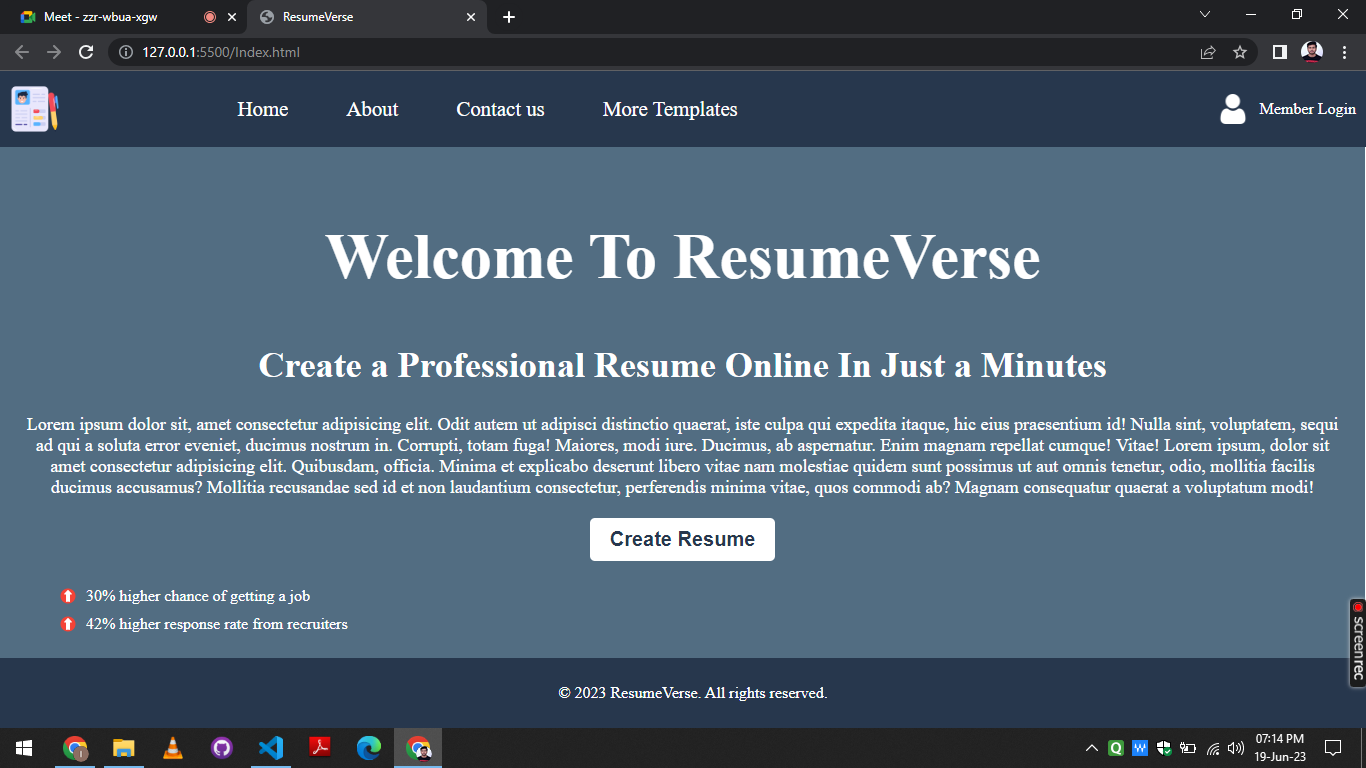 Meet - zzr-wbua-xgw
ResumeVerse
127.0.0.1:5500/Index.html
Home
About
Contact us
More Templates
Member Login
Welcome To ResumeVerse
Create a Professional Resume Online In Just a Minutes
Lorem ipsum dolor sit, amet consectetur adipisicing elit. Odit autem ut adipisci distinctio quaerat, iste culpa qui expedita itaque, hic eius praesentium id! Nulla sint, voluptatem, sequi
ad qui a soluta error eveniet, ducimus nostrum in. Corrupti, totam fuga! Maiores, modi iure. Ducimus, ab aspernatur. Enim magnam repellat cumque! Vitae! Lorem ipsum, dolor sit
amet consectetur adipisicing elit. Quibusdam, officia. Minima et explicabo deserunt libero vitae nam molestiae quidem sunt possimus ut aut omnis tenetur, odio, mollitia facilis
ducimus accusamus? Mollitia recusandae sed id et non laudantium consectetur, perferendis minima vitae, quos commodi ab? Magnam consequatur quaerat a voluptatum modi!
Create Resume
30% higher chance of getting a job
42% higher response rate from recruiters
screenrec
© 2023 ResumeVerse. All rights reserved.
07:14 PM
19-Jun-23